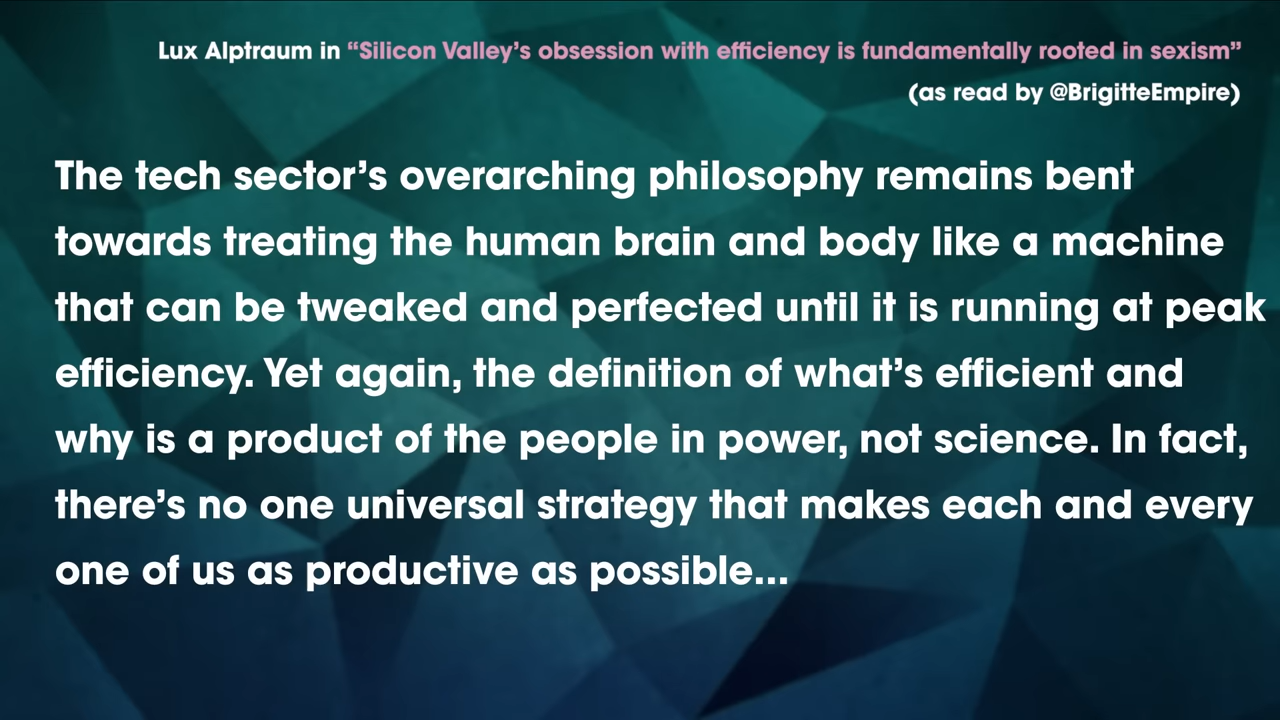 Lux Alptraum in “Silicon Valley’s obsession with efficiency is fundamentally rooted in sexism”
(as read by @BrigitteEmpire)
The tech sector’s overarching philosophy remains bent
towards treating the human brain and body like a machine
that can be tweaked and perfected until it is running at peak
efficiency. Yet again, the definition of what’s efficient and
why is a product of the people in power, not science. In fact,
there’s no one universal strategy that makes each and every
one of us as productive as possible...